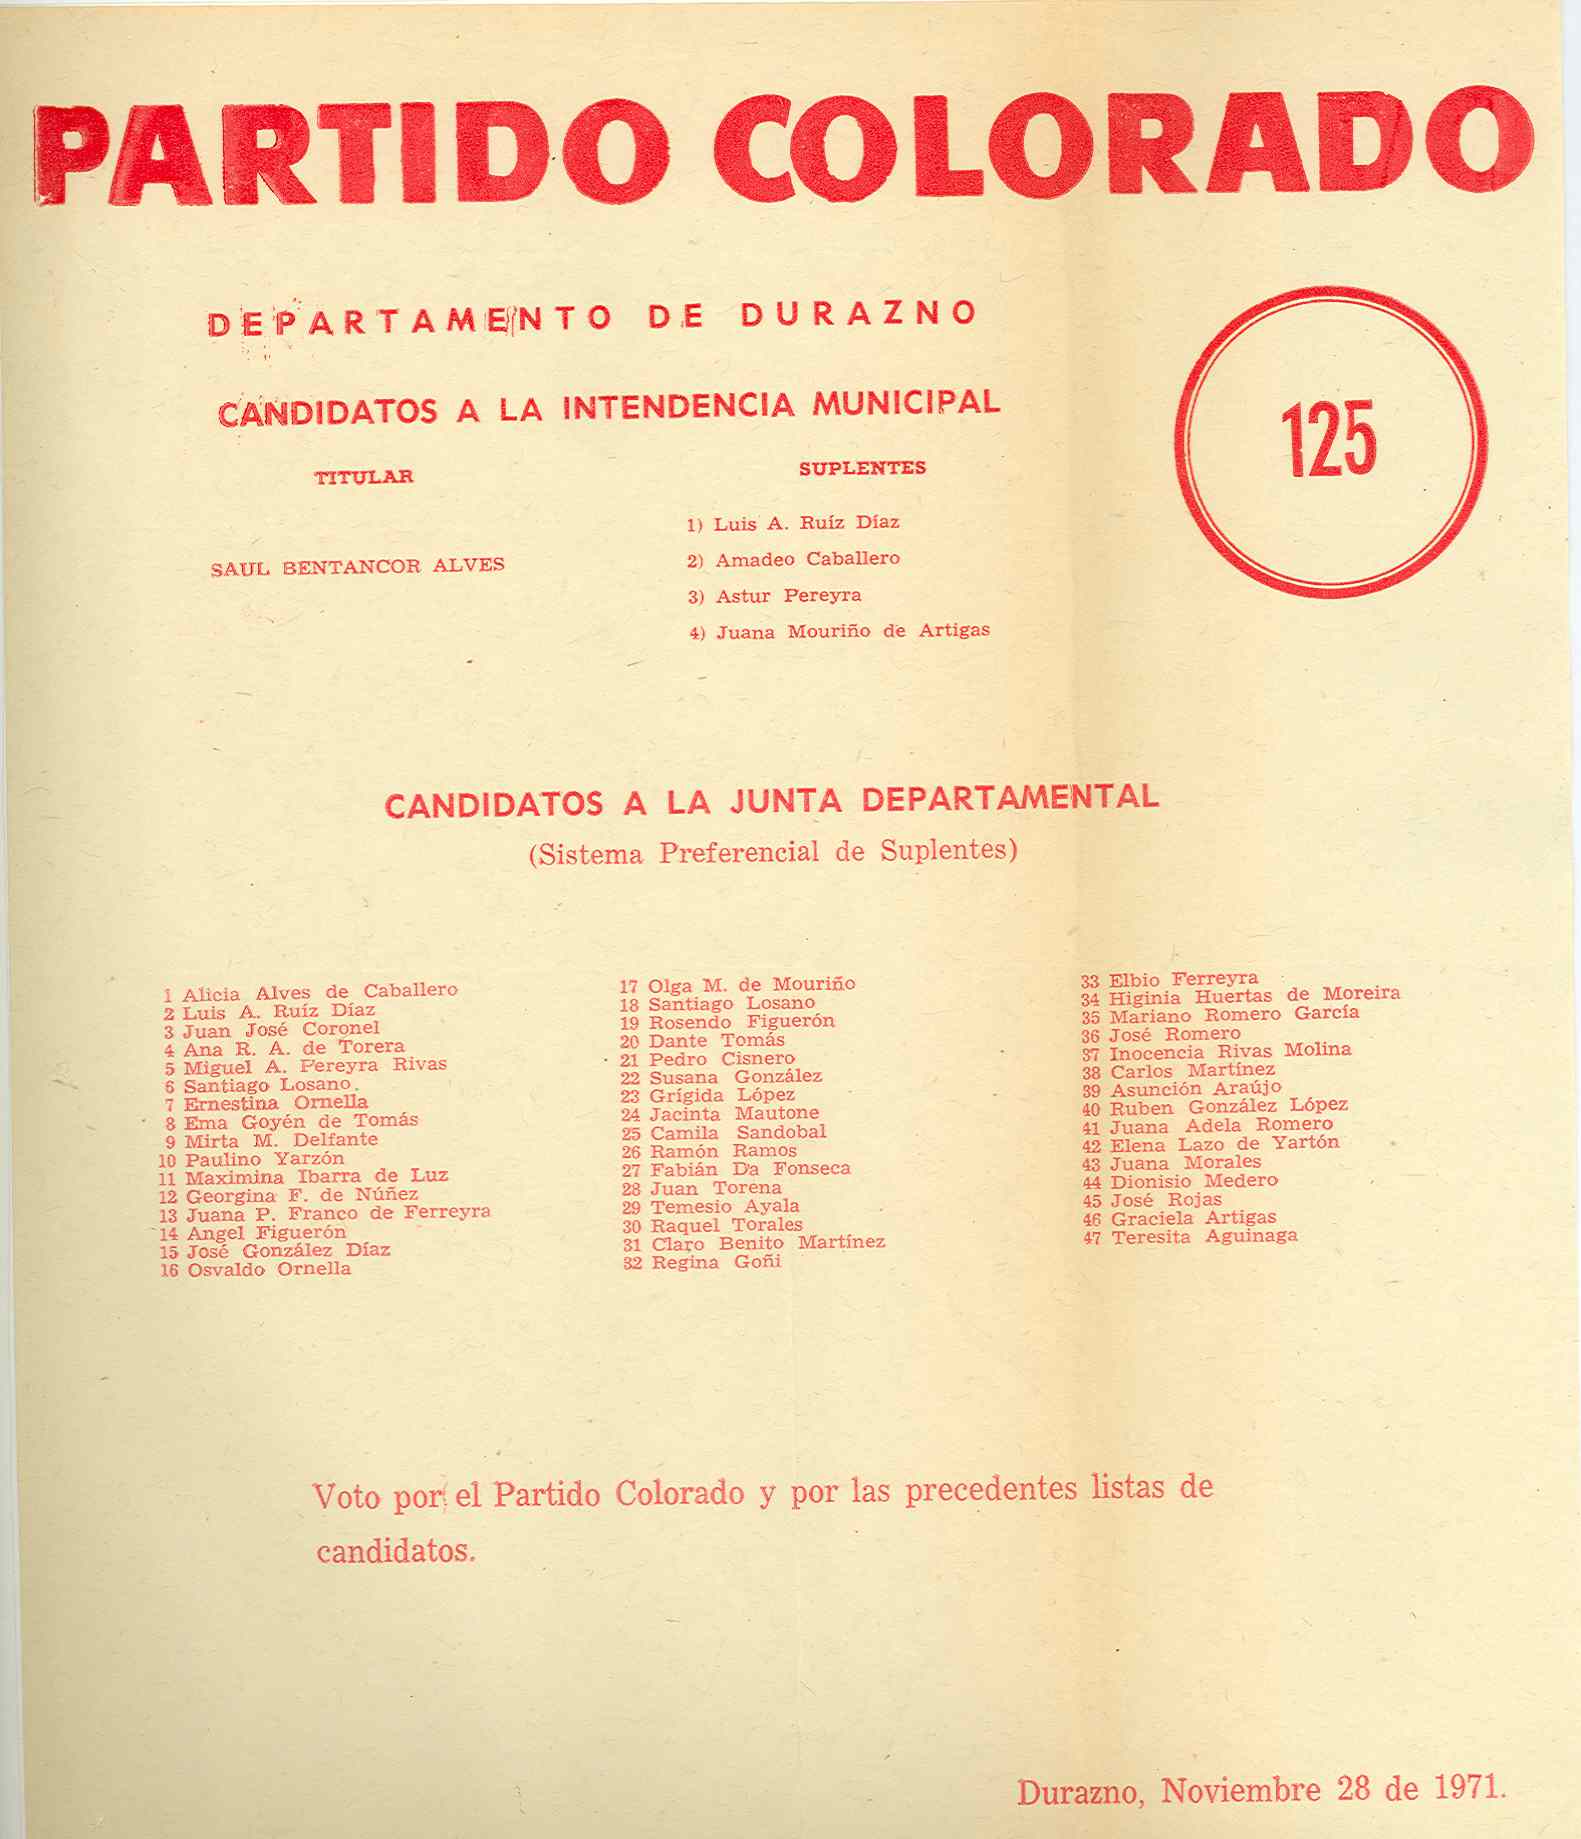 PARTIDO COLORADO
DEPARTAMENTO DE DURAZNO
CANDIDATOS A LA INTENDENCIA MUNICIPAL
125
TITULAR
SAUL BENTANCOR ALVES
SUPLENTES
1) Luis A. Ruíz Díaz
2) Amadeo Caballero
3) Astur Pereyra
4) Juana Mouriño de Artigas
CANDIDATOS A LA JUNTA DEPARTAMENTAL
(Sistema Preferencial de Suplentes)
1 Alicia Alves de Caballero
2 Luis A. Ruíz Díaz
3 Juan José Coronel
4 Ana R. A. de Torera
5 Miguel A. Pereyra Rivas
6 Santiago Losano.
7 Ernestina Ornella
8 Ema Goyén de Tomás
9 Mirta M. Delfante
10 Paulino Yarzón
11 Maximina Ibarra de Luz
12 Georgina F. de Núñez
13 Juana P. Franco de Ferreyra
14 Angel Figuerón
15 José González Díaz
16 Osvaldo Ornella
17 Olga M. de Mouriño
18 Santiago Losano
19 Rosendo Figuerón
20 Dante Tomás
21 Pedro Cisnero
22 Susana González
23 Grígida López
24 Jacinta Mautone
25 Camila Sandobal
26 Ramón Ramos
27 Fabián Da Fonseca
28 Juan Torena
29 Temesio Ayala
30 Raquel Torales
31 Claro Benito Martínez
32 Regina Goñi
33 Elbio Ferreyra
34 Higinia Huertas de Moreira
35 Mariano Romero García
36 José Romero
37 Inocencia Rivas Molina
38 Carlos Martínez
39 Asunción Araújo
40 Ruben González López
41 Juana Adela Romero
42 Elena Lazo de Yartón
43 Juana Morales
44 Dionisio Medero
45 José Rojas
46 Graciela Artigas
47 Teresita Aguinaga
Voto por el Partido Colorado y por las precedentes listas de
candidatos.
Durazno, Noviembre 28 de 1971.